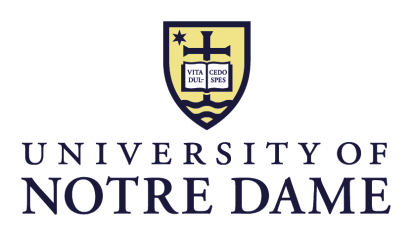 VITA CEDO
DUL- SPES
UNIVERSITY OF
NOTRE DAME